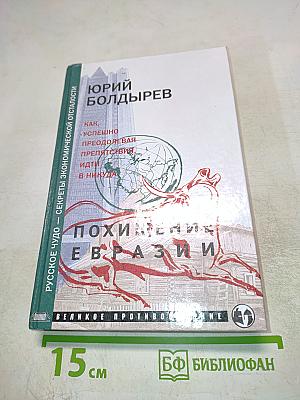 РУССКОЕ ЧУДО — СЕКРЕТЫ ЭКОНОМИЧЕСКОЙ ОТСТАЛОСТИ
ЮРИЙ
БОЛДЫРЕВ
КАК,
УСПЕШНО
ПРЕОДОЛЕВАЯ
ПРЕПЯТСТВИЯ,
ИДТИ
В НИКУДА
ПОХИЩЕНИЕ
ЕВРАЗИИ
ВЕЛИКОЕ ПРОТИВОСТОЯНИЕ
15 см
БФ БИБЛИОФАН